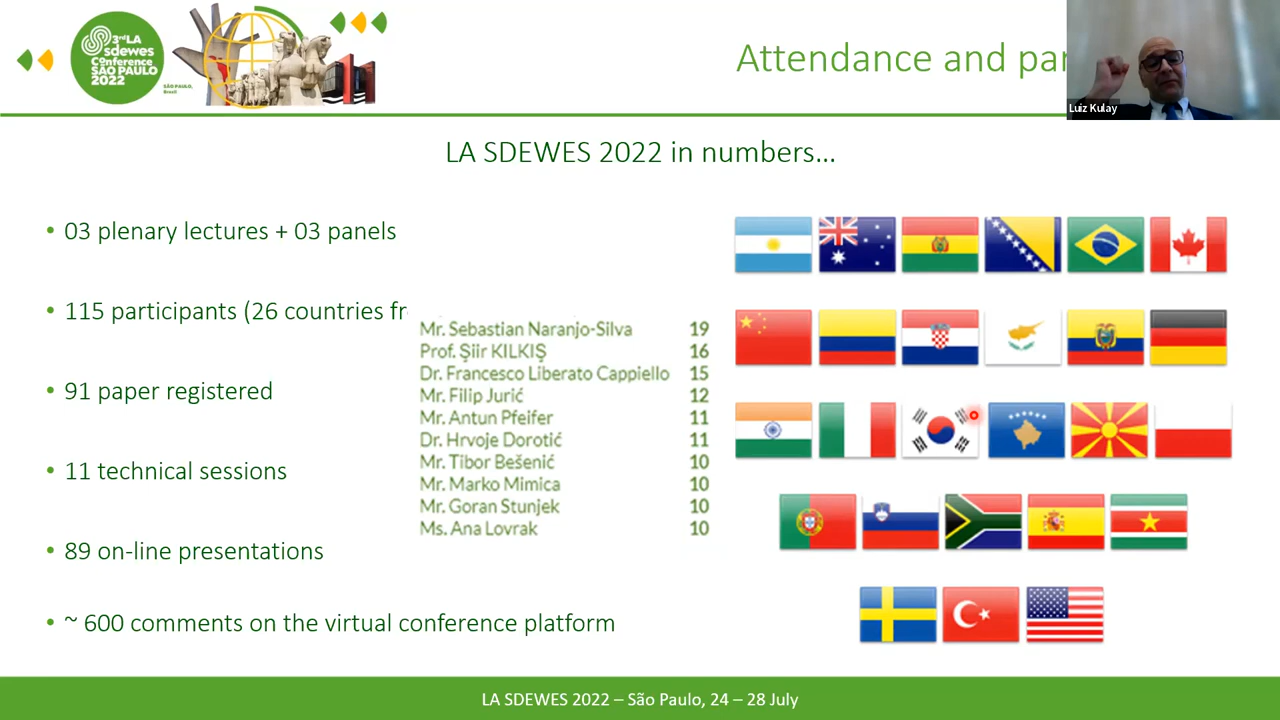 3rd LA
sdewes
Conference
SÃO PAULO
2022
SÃO PAULO,
Brasil
Attendance and par
Luiz Kulay
LA SDEWES 2022 in numbers...
• 03 plenary lectures + 03 panels
• 115 participants (26 countries fr
Mr. Sebastian Naranjo-Silva 19
Prof. Şiir KILKIŞ 16
Dr. Francesco Liberato Cappiello 15
• 91 paper registered
Mr. Filip Jurić 12
Mr. Antun Pfeifer 11
Dr. Hrvoje Dorotić 11
Mr. Tibor Bešenić 10
• 11 technical sessions
Mr. Marko Mimica 10
Mr. Goran Stunjek 10
Ms. Ana Lovrak 10
• 89 on-line presentations
• ~ 600 comments on the virtual conference platform
LA SDEWES 2022 – São Paulo, 24 – 28 July